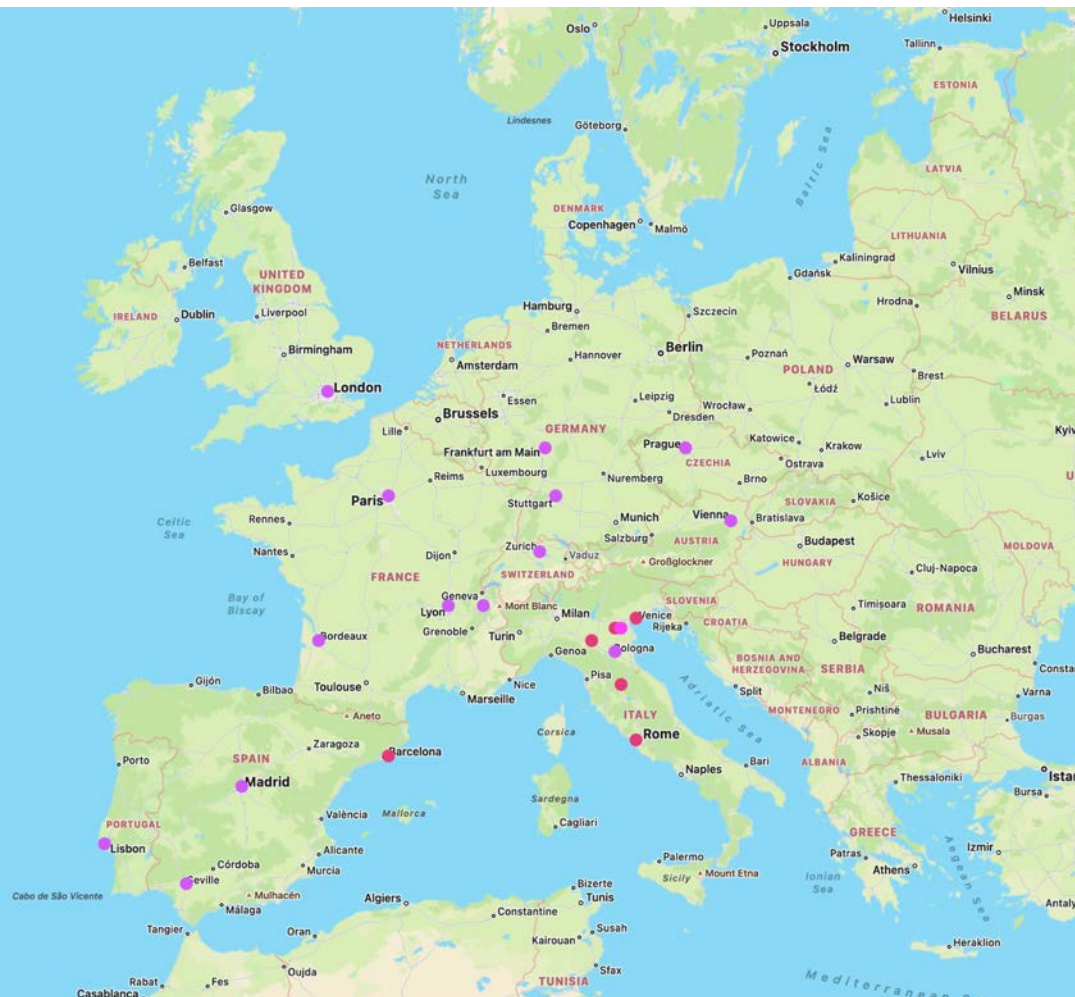 Helsinki
Uppsala
Oslo
Stockholm
Tallinn
ESTONIA
Lindesnes
Göteborg
Baltic Sea
LATVIA
North
Sea
Glasgow
DENMARK
Copenhagen
Malmö
LITHUANIA
Belfast
Kaliningrad
Vilnius
UNITED
KINGDOM
Gdańsk
Minsk
Hamburg
Hrodna
IRELAND
Dublin
Liverpool
Szczecin
BELARUS
Bremen
NETHERLANDS
Birmingham
Berlin
Hannover
Poznań
Warsaw
Amsterdam
POLAND
Brest
London
Łódź
Essen
Leipzig
Wrocław
Lublin
Brussels
Dresden
Lille
GERMANY
Kyiv
Katowice
Prague
Frankfurt am Main
Krakow
Lviv
CZECHIA
Ostrava
Luxembourg
Reims
Nuremberg
Brno
U
Paris
Stuttgart
SLOVAKIA
Košice
Rennes
Celtic
Sea
Vienna
Munich
Bratislava
Salzburg
AUSTRIA
Budapest
Nantes
Dijon
Zurich
Vaduz
MOLDOVA
Großglockner
HUNGARY
Cluj-Napoca
FRANCE
SWITZERLAND
Geneva
Bay of
Biscay
SLOVENIA
Lyon
Mont Blanc
Milan
Venice
Timişoara
ROMANIA
Rijeka
CROATIA
Grenoble
Turin
Bordeaux
Belgrade
Genoa
Bologna
Bucharest
BOSNIA AND
HERZEGOVINA
SERBIA
Constan
Gijón
Toulouse
Nice
Pisa
Bilbao
Marseille
Adriatic Sea
Split
Niš
Varna
MONTENEGRO
Prishtinë
BULGARIA
Burgas
Aneto
ITALY
Corsica
Rome
Skopje
Musala
Zaragoza
Barcelona
SPAIN
Porto
Bari
ALBANIA
Naples
Istan
Thessaloniki
Madrid
Bursa
Sardegna
Mallorca
València
PORTUGAL
Cagliari
GREECE
Lisbon
Alicante
Izmir
Palermo
Patras
Aegean Sea
Córdoba
Murcia
Sicily
Mount Etna
Ionian
Sea
Athens
Seville
Cabo de São Vicente
Mulhacén
Bizerte
Málaga
Algiers
Tunis
Antaly
Constantine
Tangier
Oran
Susah
Kairouan
Heraklion
Oujda
Sfax
Rabat
Fes
TUNISIA
Mediterranean S
Casablanca